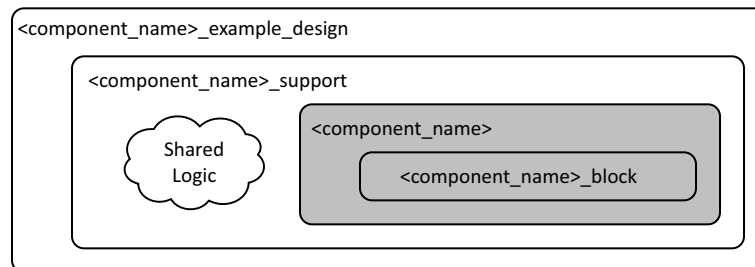 <component_name>_example_design
<component_name>_support
<component_name>
Shared
Logic
<component_name>_block